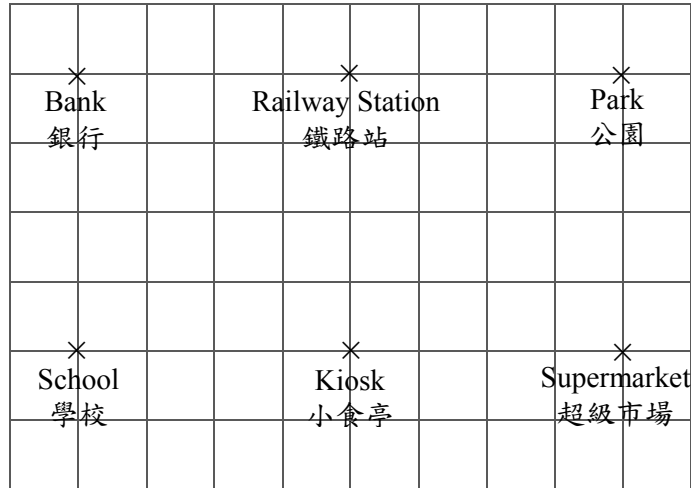 Bank
銀行
Railway Station
鐵路站
Park
公園
School
學校
Kiosk
小食亭
Supermarket
超級市場